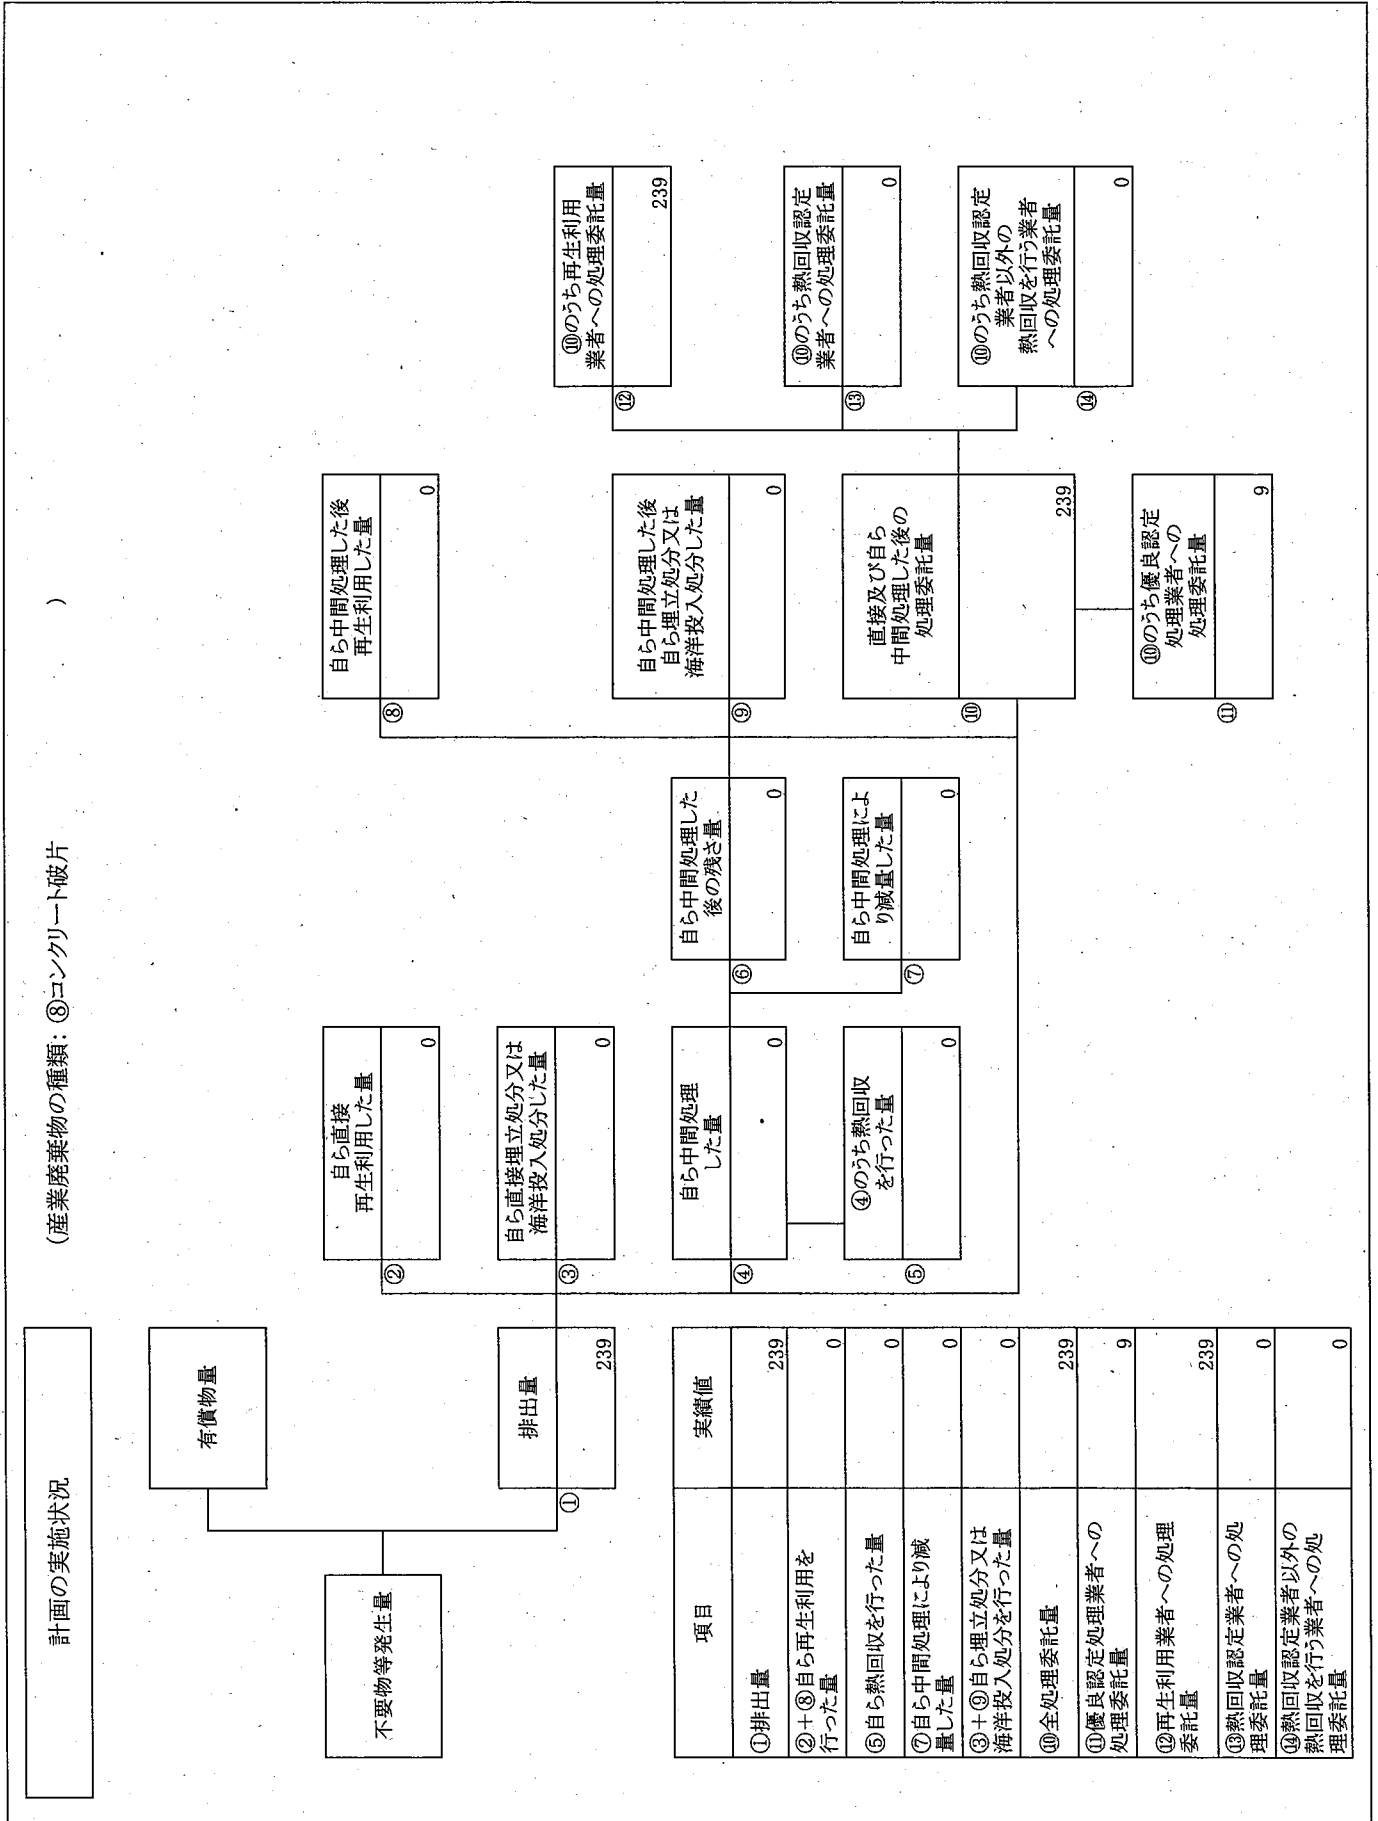 計画の実施状況
(産業廃棄物の種類: ⑧コンクリート破片
)
不要物等発生量
有償物量
①
排出量
239
②
自ら直接
再生利用した量
0
③
自ら直接埋立処分又は
海洋投入処分した量
0
④
自ら中間処理
した量
0
⑤
④のうち熱回収
を行った量
0
⑥
自ら中間処理した
後の残さ量
0
⑦
自ら中間処理によ
り減量した量
0
⑧
自ら中間処理した後
再生利用した量
0
⑨
自ら中間処理した後
自ら埋立処分又は
海洋投入処分した量
0
⑩
直接及び自ら
中間処理した後の
処理委託量
239
⑪
⑩のうち優良認定
処理業者への
処理委託量
9
⑫
⑩のうち再生利用
業者への処理委託量
239
⑬
⑩のうち熱回収認定
業者への処理委託量
0
⑭
⑩のうち熱回収認定
業者以外の
熱回収を行う業者
への処理委託量
0
項目 実績値
①排出量 239
②+⑧自ら再生利用を
行った量 0
⑤自ら熱回収を行った量 0
⑦自ら中間処理により減
量した量 0
③+⑨自ら埋立処分又は
海洋投入処分を行った量 0
⑩全処理委託量 239
⑪優良認定処理業者への
処理委託量 9
⑫再生利用業者への処理
委託量 239
⑬熱回収認定業者への処
理委託量 0
⑭熱回収認定業者以外の
熱回収を行う業者への処
理委託量 0